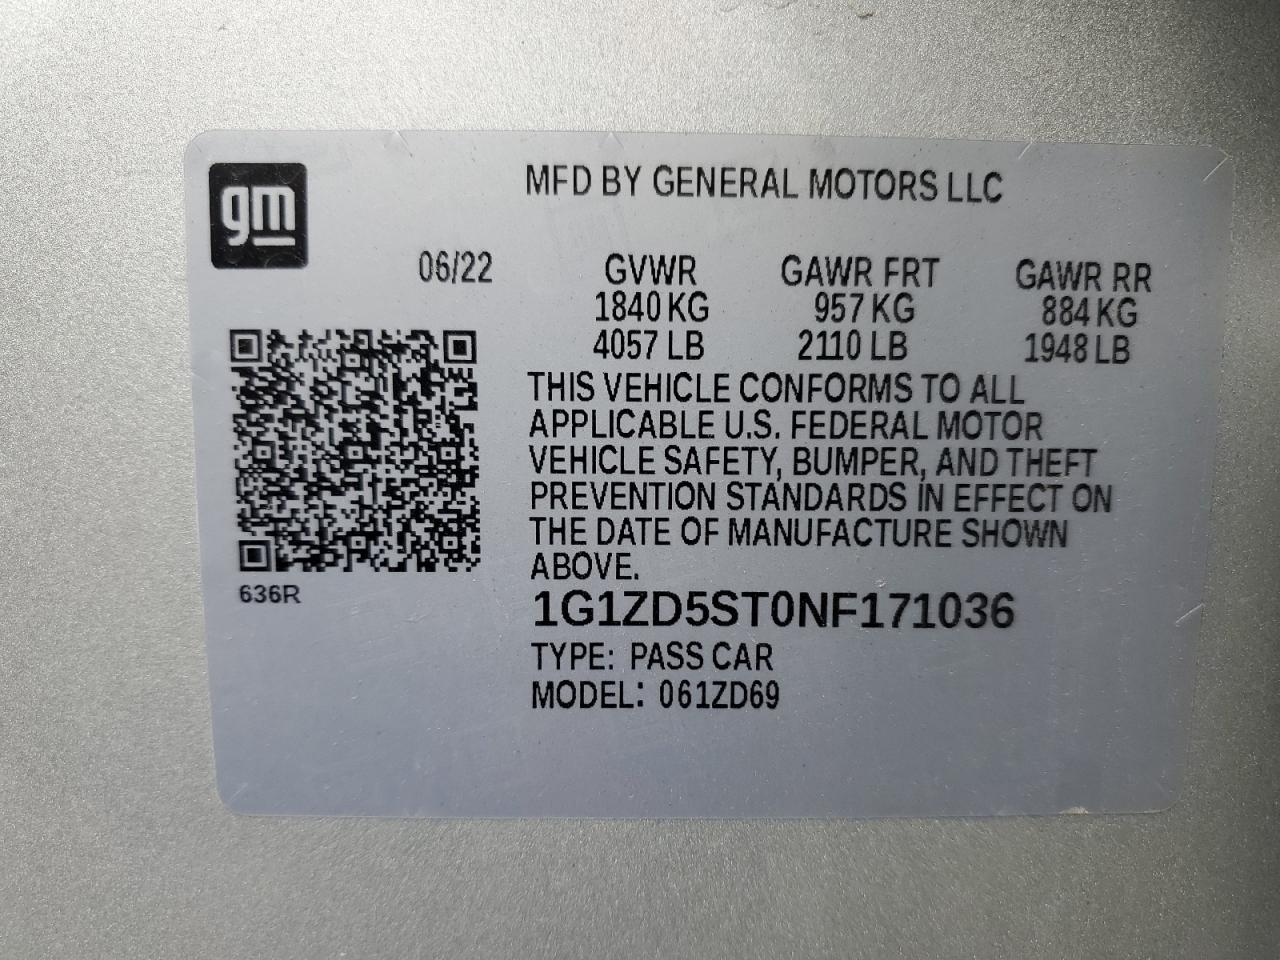 gm
MFD BY GENERAL MOTORS LLC
06/22 GVWR GAWR FRT GAWR RR
1840 KG 957 KG 884 KG
4057 LB 2110 LB 1948 LB
THIS VEHICLE CONFORMS TO ALL
APPLICABLE U.S. FEDERAL MOTOR
VEHICLE SAFETY, BUMPER, AND THEFT
PREVENTION STANDARDS IN EFFECT ON
THE DATE OF MANUFACTURE SHOWN
ABOVE.
636R
1G1ZD5ST0NF171036
TYPE: PASS CAR
MODEL: 061ZD69